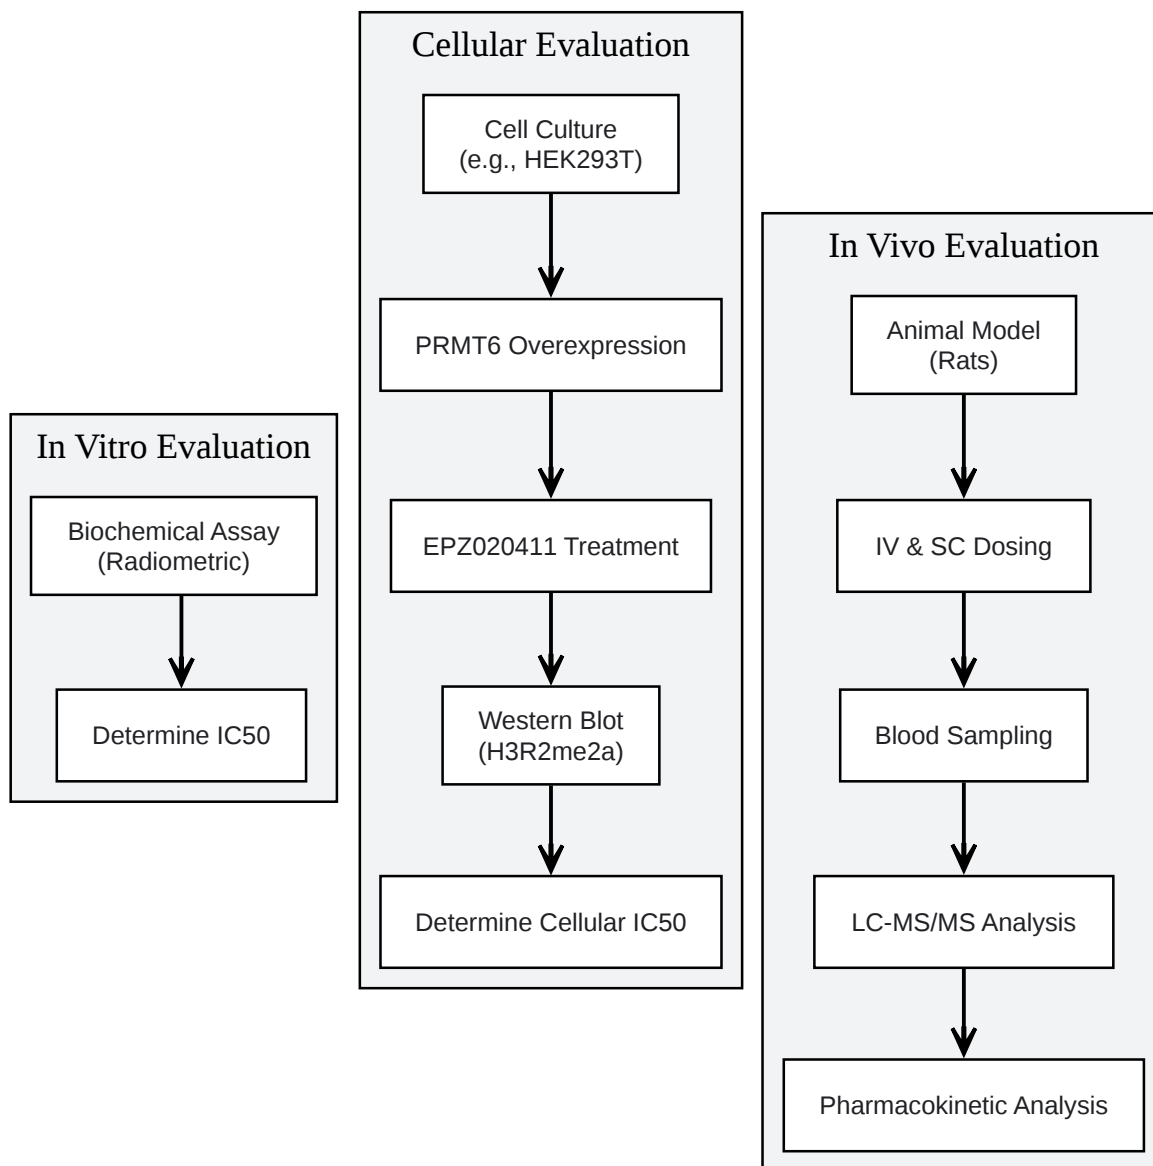 In Vitro Evaluation
Biochemical Assay
(Radiometric)
Determine IC50
Cellular Evaluation
Cell Culture
(e.g., HEK293T)
PRMT6 Overexpression
EPZ020411 Treatment
Western Blot
(H3R2me2a)
Determine Cellular IC50
In Vivo Evaluation
Animal Model
(Rats)
IV & SC Dosing
Blood Sampling
LC-MS/MS Analysis
Pharmacokinetic Analysis